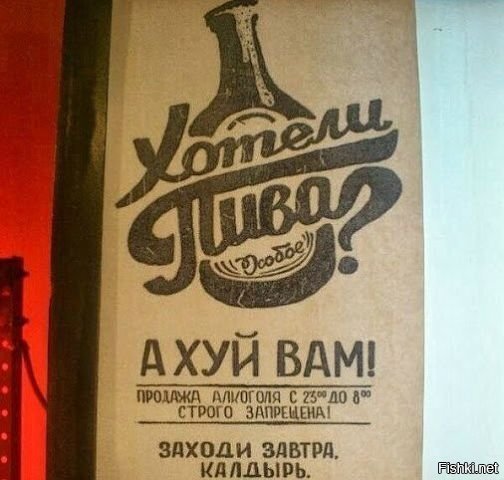 Хотели
Пива?
Особое
А ХУЙ ВАМ!
ПРОДАЖА АЛКОГОЛЯ С 23⁰⁰ ДО 8⁰⁰
СТРОГО ЗАПРЕЩЕНА!
ЗАХОДИ ЗАВТРА,
КАЛДЫРЬ.
Fishki.net